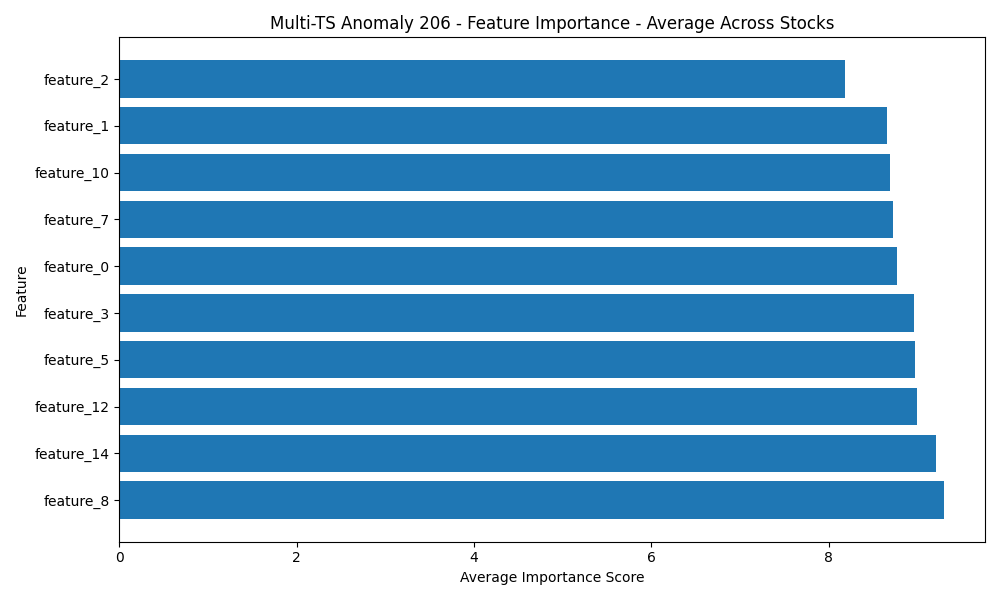 Multi-TS Anomaly 206 - Feature Importance - Average Across Stocks
feature_2
feature_1
feature_10
feature_7
feature_0
feature_3
feature_5
feature_12
feature_14
feature_8
Feature
0 2 4 6 8
Average Importance Score